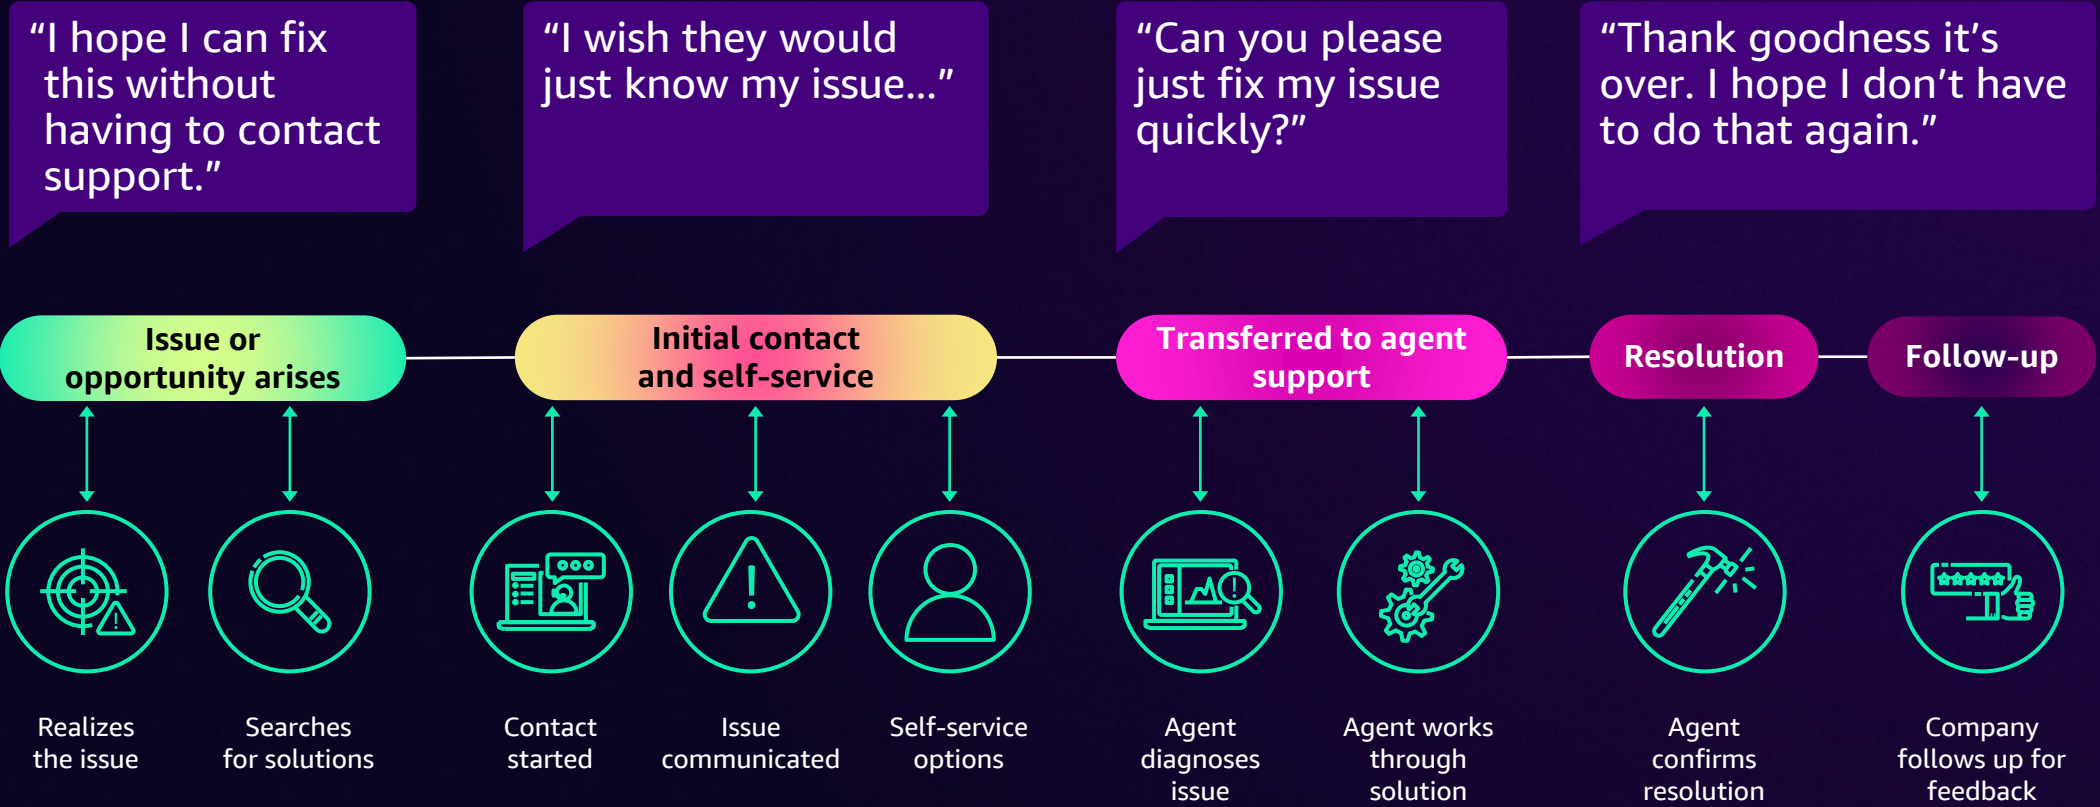 “I hope I can fix
this without
having to contact
support.”
“I wish they would
just know my issue...”
“Can you please
just fix my issue
quickly?”
“Thank goodness it’s
over. I hope I don’t have
to do that again.”
Issue or
opportunity arises
Initial contact
and self-service
Transferred to agent
support
Resolution
Follow-up
Realizes
the issue
Searches
for solutions
Contact
started
Issue
communicated
Self-service
options
Agent
diagnoses
issue
Agent works
through
solution
Agent
confirms
resolution
Company
follows up for
feedback